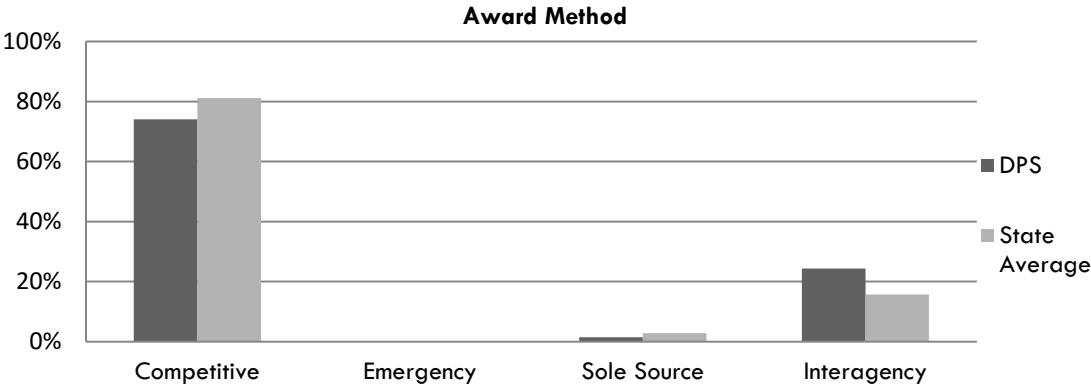 Award Method
100%
80%
60%
40%
20%
0%
Competitive
Emergency
Sole Source
Interagency
DPS
State
Average